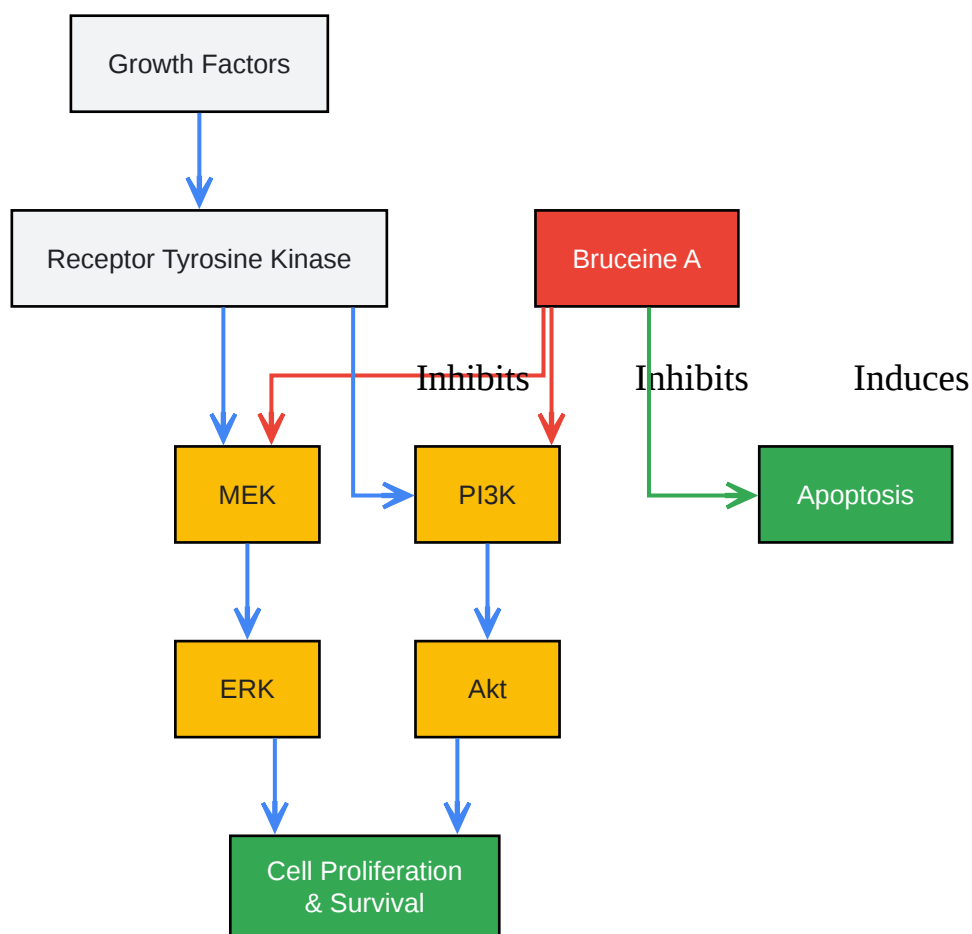 Growth Factors
Receptor Tyrosine Kinase
Bruceine A
Inhibits
Inhibits
Induces
MEK
PI3K
Apoptosis
ERK
Akt
Cell Proliferation
& Survival